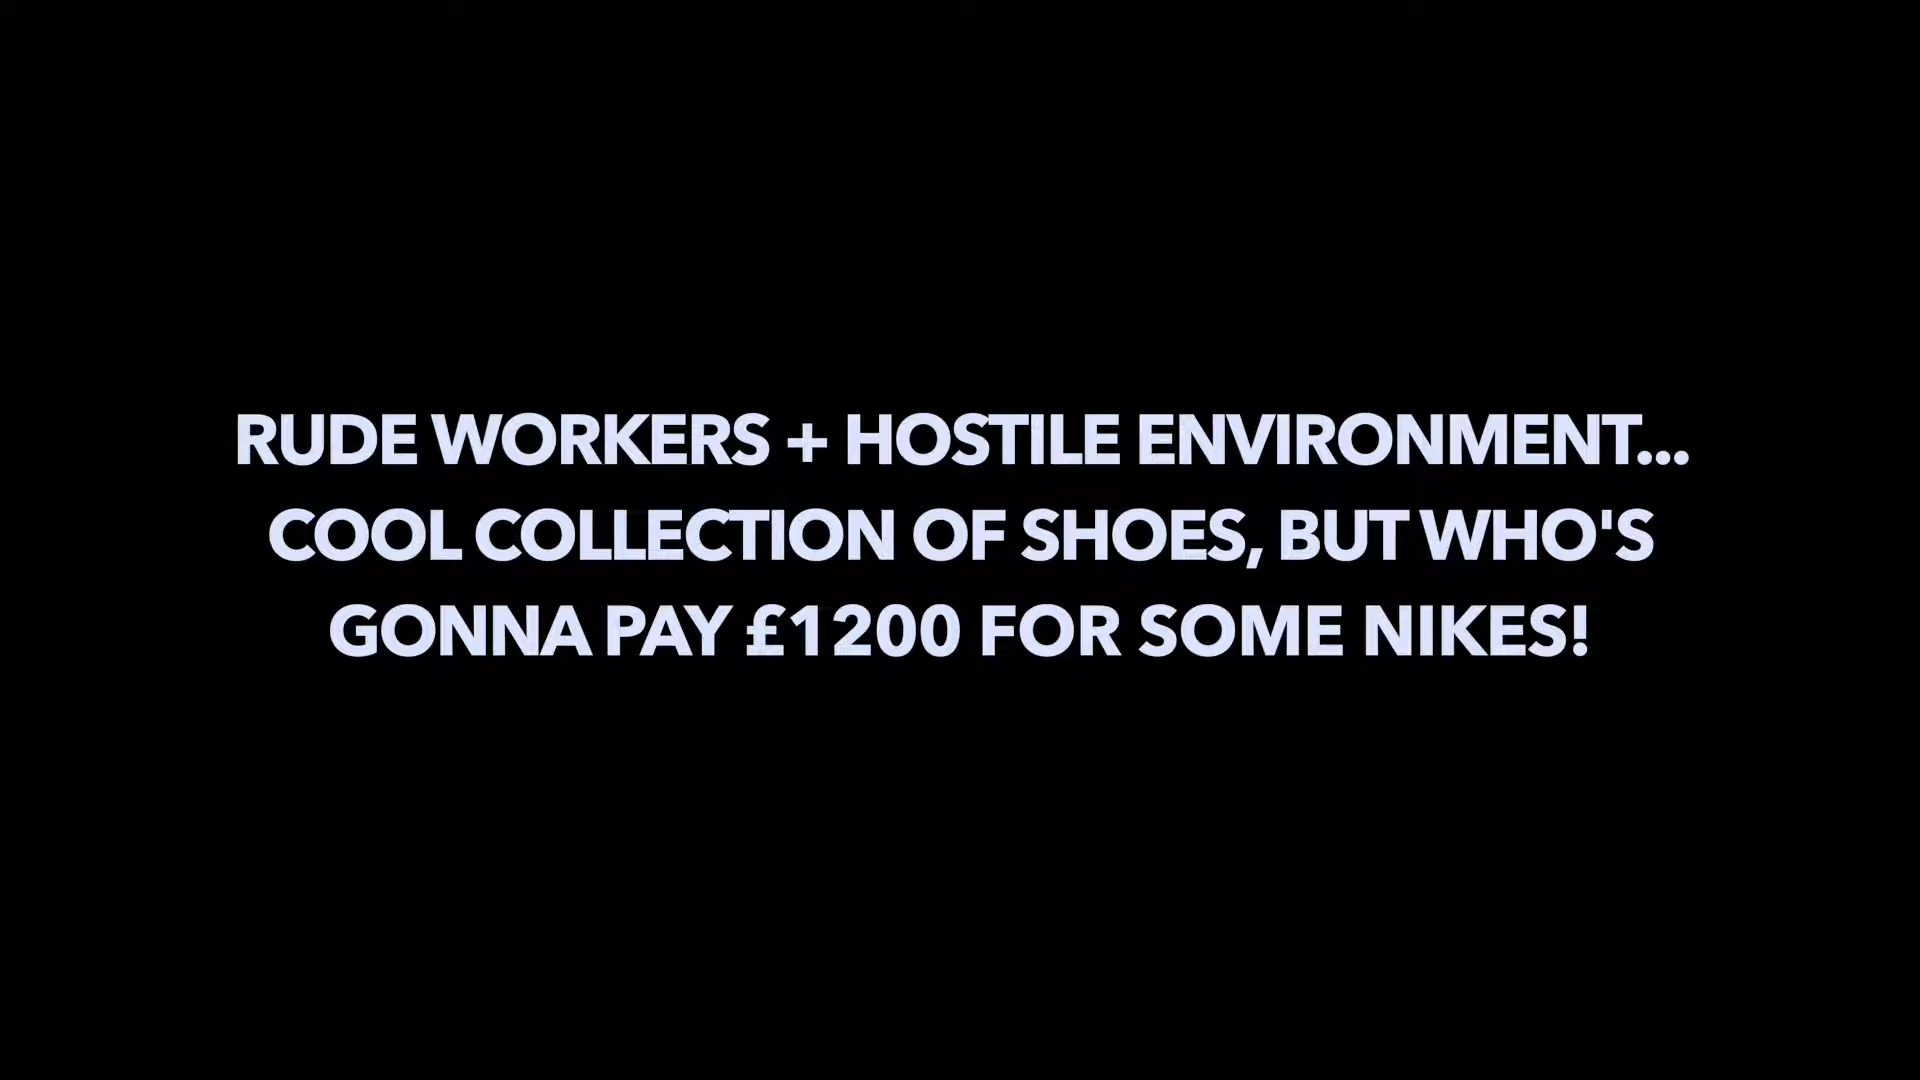 RUDE WORKERS + HOSTILE ENVIRONMENT...
COOL COLLECTION OF SHOES, BUT WHO'S
GONNA PAY £1200 FOR SOME NIKES!